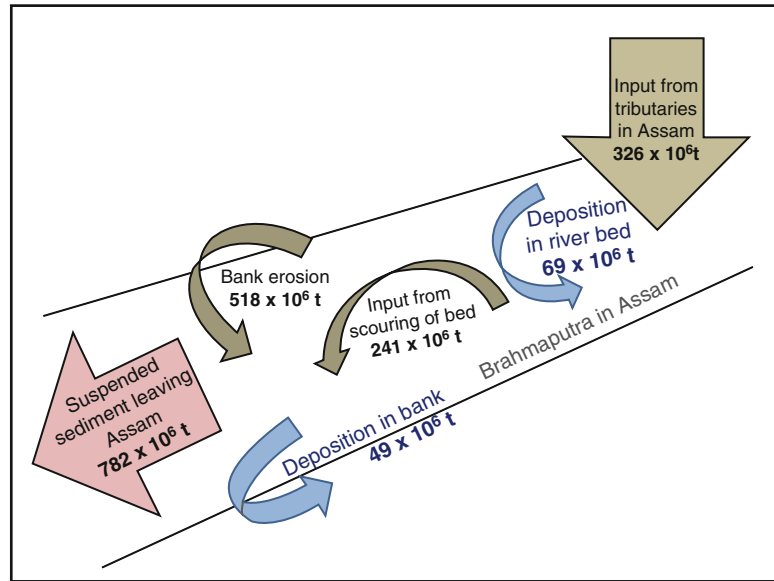 Input from
tributaries
in Assam
326 x 10⁶t
Deposition
in river bed
69 x 10⁶ t
Bank erosion
518 x 10⁶ t
Input from
scouring of bed
241 x 10⁶ t
Brahmaputra in Assam
Suspended
sediment leaving
Assam
782 x 10⁶ t
Deposition in bank
49 x 10⁶ t